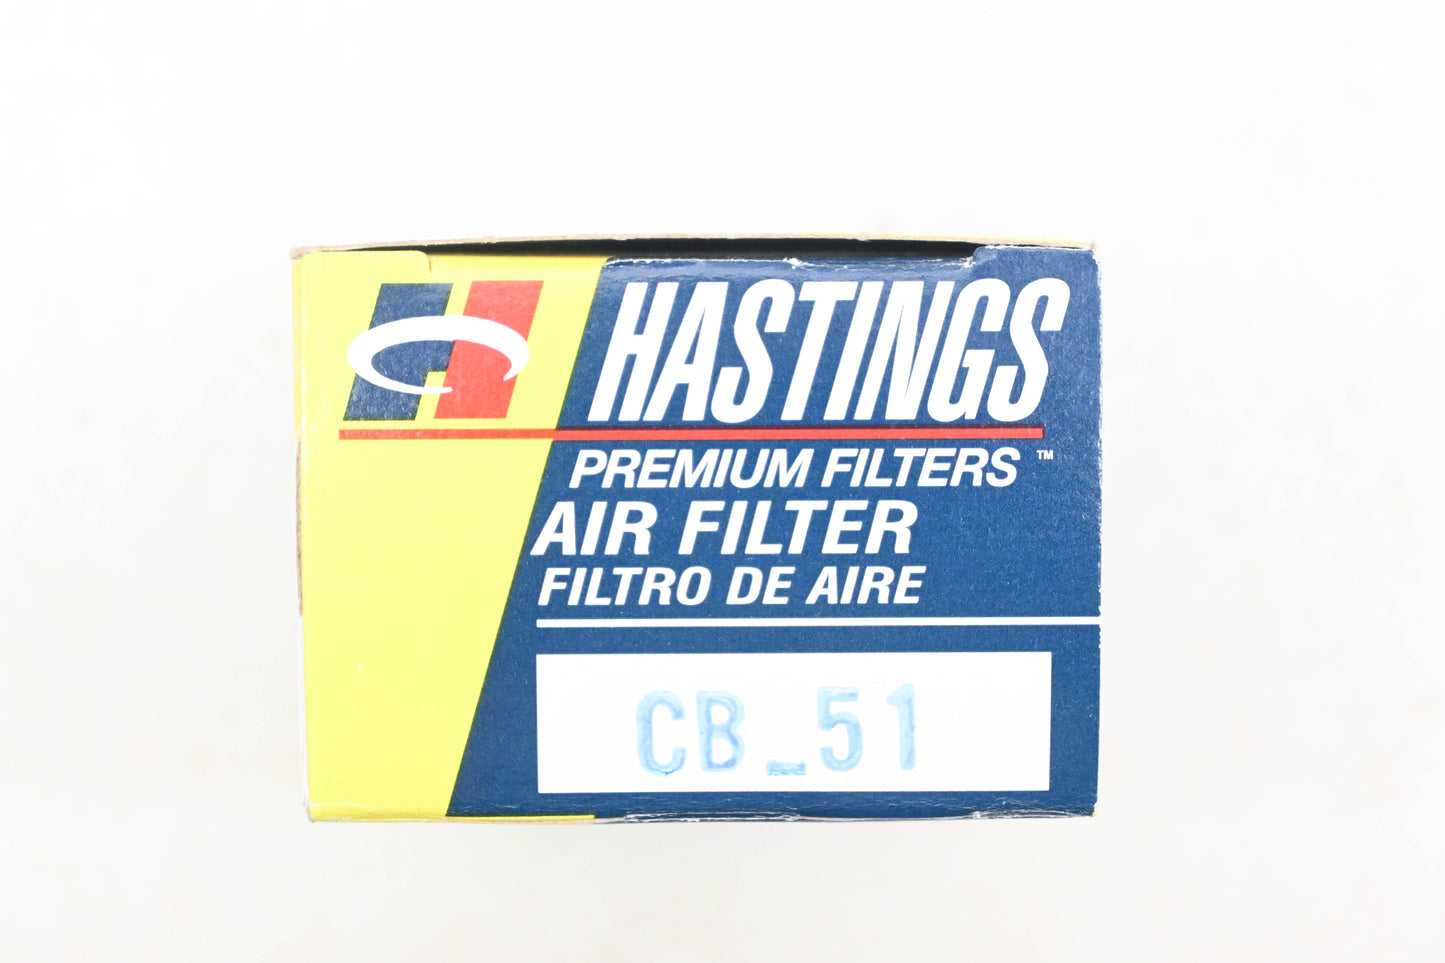 HASTINGS
PREMIUM FILTERS™
AIR FILTER
FILTRO DE AIRE
CB_51